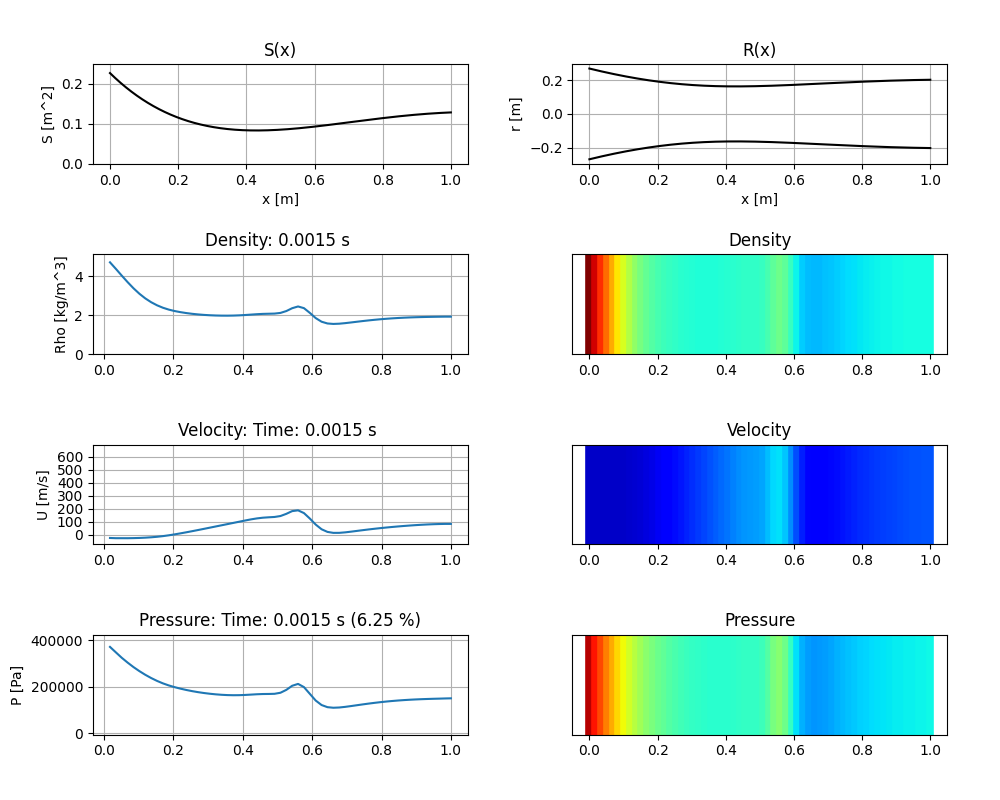 S(x)
S [m^2]
0.2
0.1
0.0
0.0 0.2 0.4 0.6 0.8 1.0
x [m]
R(x)
r [m]
0.2
0.0
−0.2
0.0 0.2 0.4 0.6 0.8 1.0
x [m]
Density: 0.0015 s
Rho [kg/m^3]
4
2
0
0.0 0.2 0.4 0.6 0.8 1.0
Density
0.0 0.2 0.4 0.6 0.8 1.0
Velocity: Time: 0.0015 s
U [m/s]
600
500
400
300
200
100
0
0.0 0.2 0.4 0.6 0.8 1.0
Velocity
0.0 0.2 0.4 0.6 0.8 1.0
Pressure: Time: 0.0015 s (6.25 %)
P [Pa]
400000
200000
0
0.0 0.2 0.4 0.6 0.8 1.0
Pressure
0.0 0.2 0.4 0.6 0.8 1.0